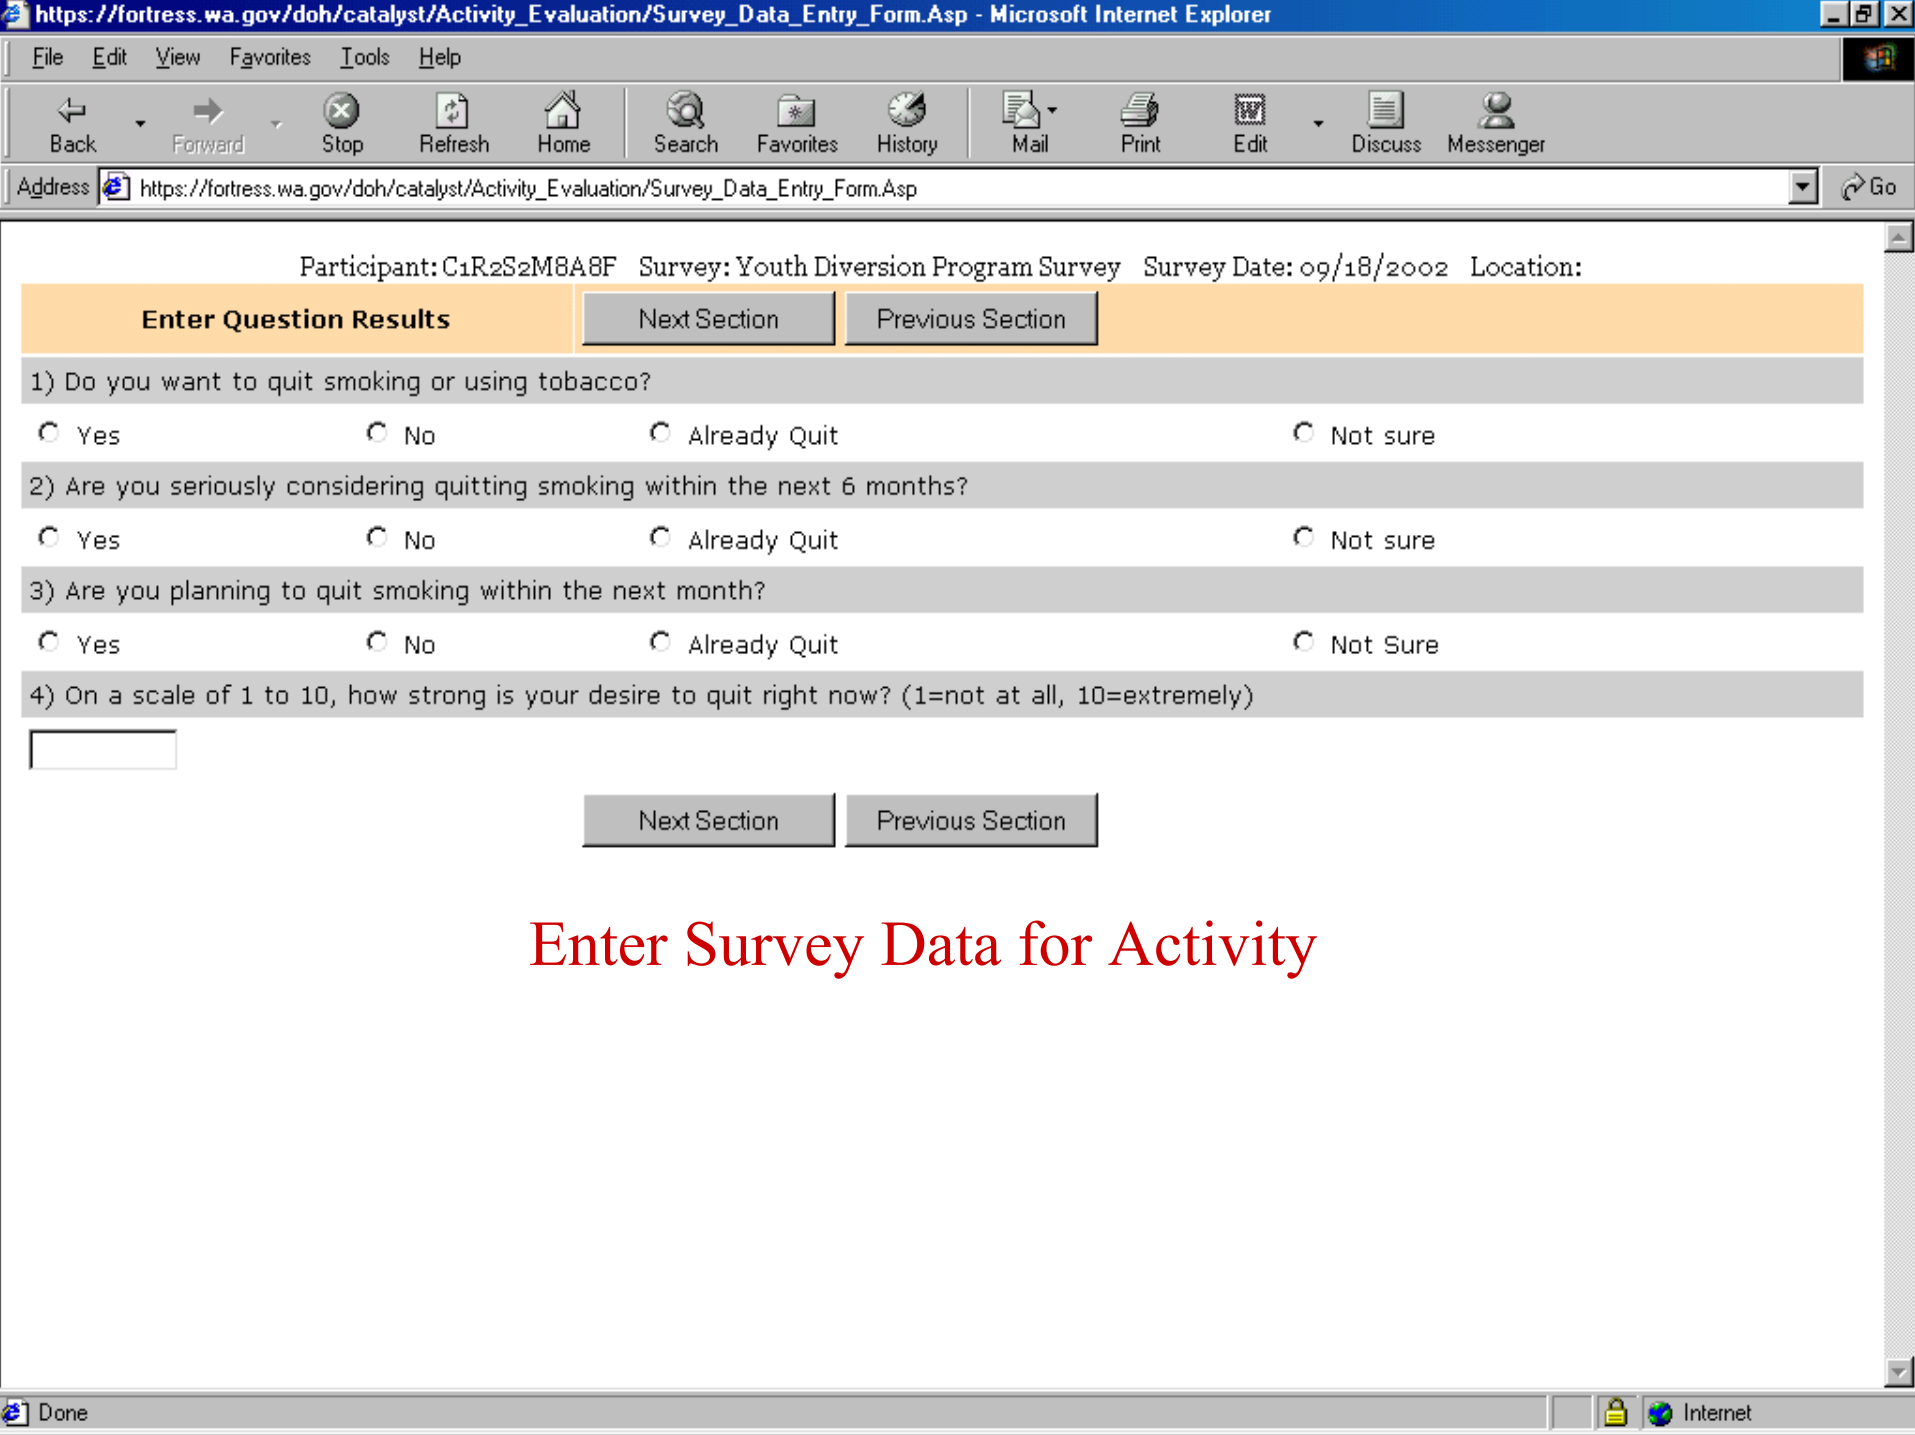 https://fortress.wa.gov/doh/catalyst/Activity_Evaluation/Survey_Data_Entry_Form.Asp - Microsoft Internet Explorer
File Edit View Favorites Tools Help
Back Forward Stop Refresh Home Search Favorites History Mail Print Edit Discuss Messenger
Address https://fortress.wa.gov/doh/catalyst/Activity_Evaluation/Survey_Data_Entry_Form.Asp Go
Participant: C1R2S2M8A8F Survey: Youth Diversion Program Survey Survey Date: 09/18/2002 Location:
Enter Question Results Next Section Previous Section
1) Do you want to quit smoking or using tobacco?
Yes No Already Quit Not sure
2) Are you seriously considering quitting smoking within the next 6 months?
Yes No Already Quit Not sure
3) Are you planning to quit smoking within the next month?
Yes No Already Quit Not Sure
4) On a scale of 1 to 10, how strong is your desire to quit right now? (1=not at all, 10=extremely)
Next Section Previous Section
Enter Survey Data for Activity
Done Internet